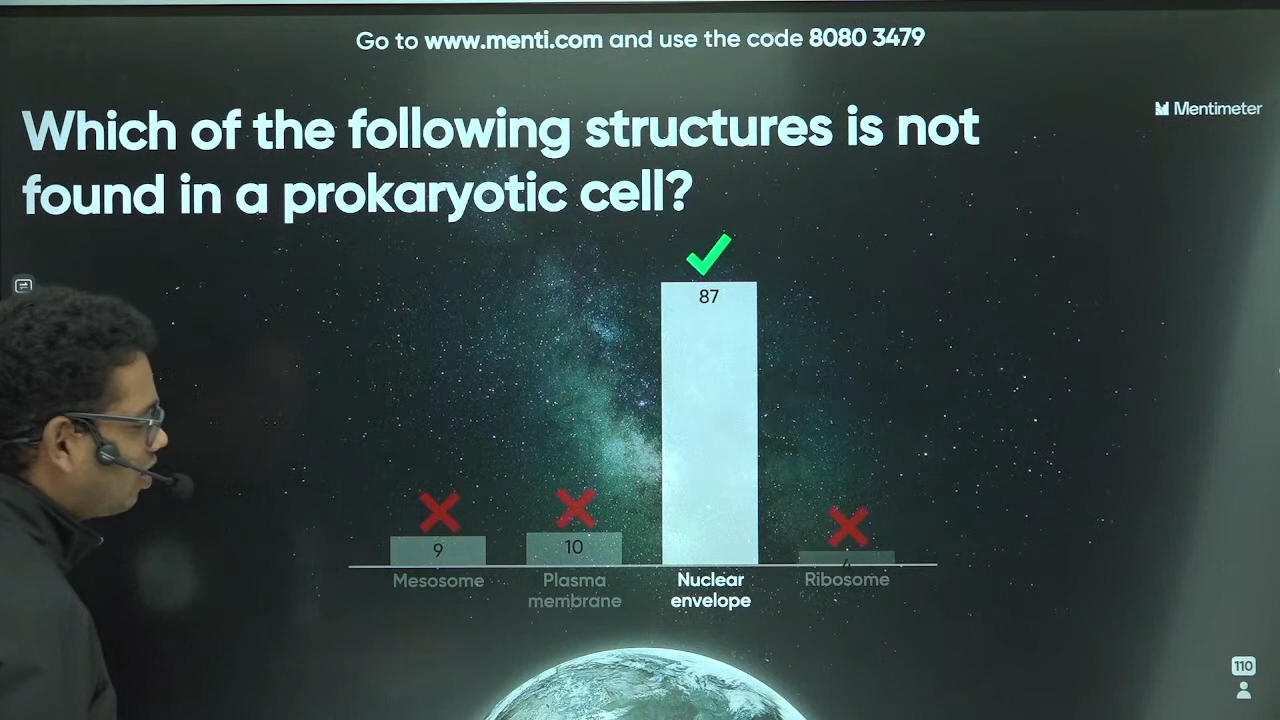 Go to www.menti.com and use the code 8080 3479
Mentimeter
Which of the following structures is not
found in a prokaryotic cell?
87
9
10
4
Mesosome
Plasma
membrane
Nuclear
envelope
Ribosome
110